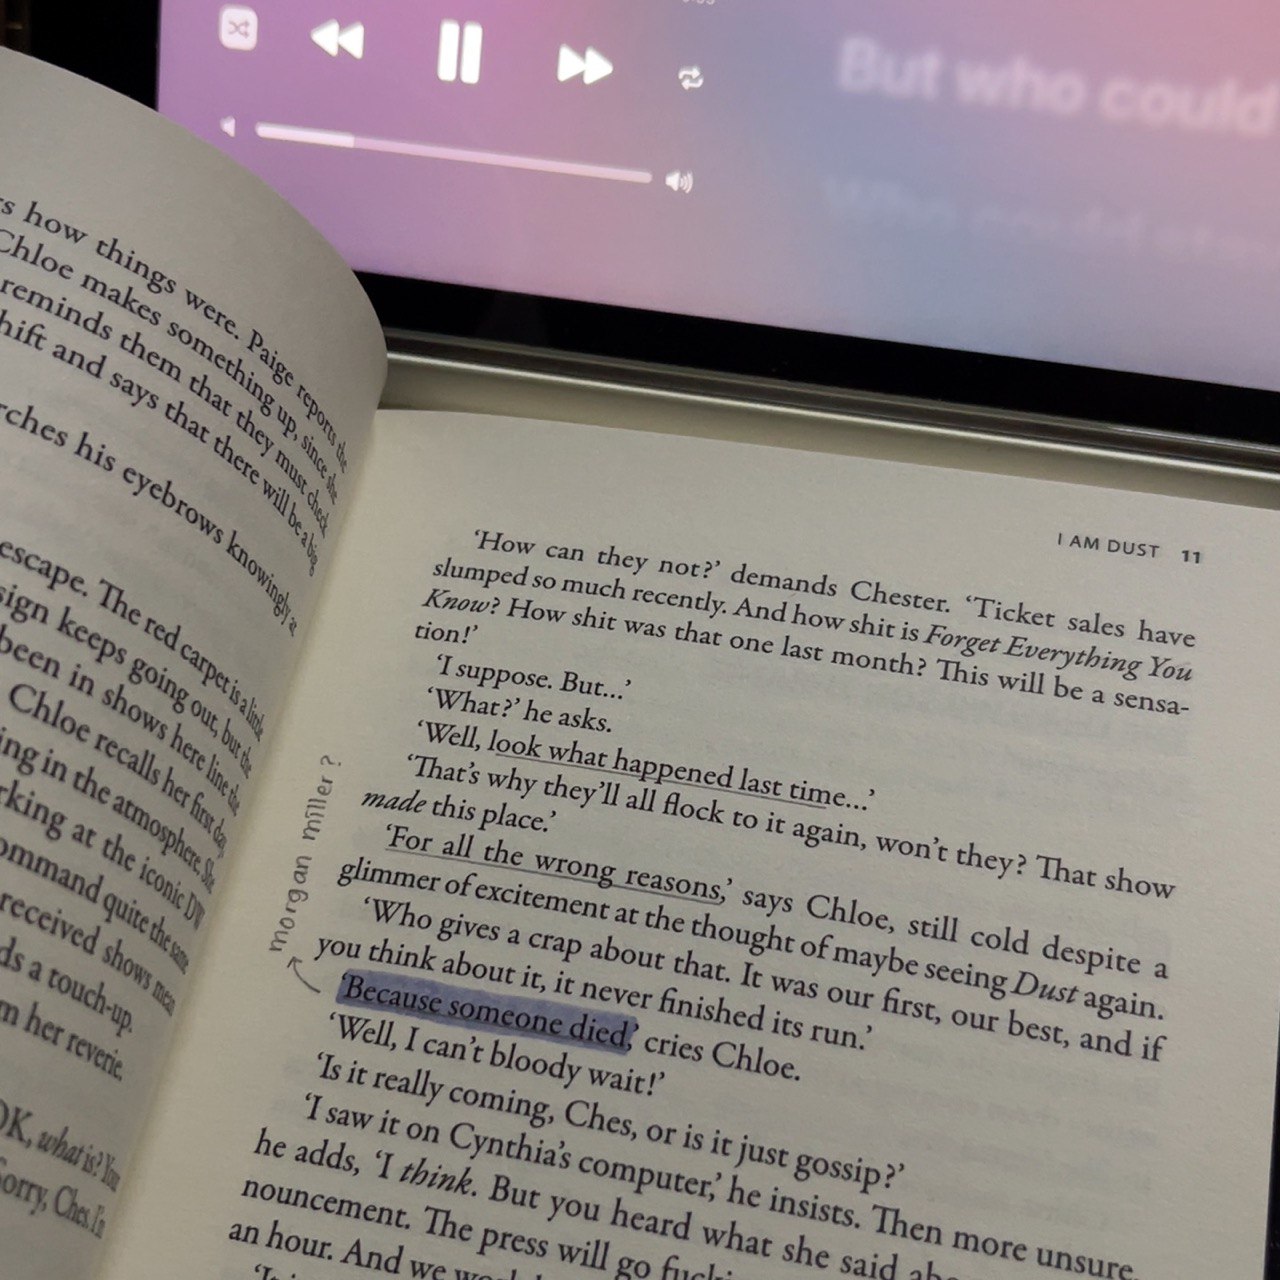 But who could
s how things were. Paige reports the
Chloe makes something up, since she
reminds them that they must check
hift and says that there will be a big
rches his eyebrows knowingly at
escape. The red carpet is a little
sign keeps going out, but the
been in shows here line the
Chloe recalls her first day
ing in the atmosphere. She
rking at the iconic DW
ommand quite the same
received shows mean
ds a touch-up.
m her reverie.
OK, what is? You
Sorry, Ches. I'm
I AM DUST 11
‘How can they not?’ demands Chester. ‘Ticket sales have
slumped so much recently. And how shit is Forget Everything You
Know? How shit was that one last month? This will be a sensa-
tion!’
‘I suppose. But...’
‘What?’ he asks.
‘Well, look what happened last time...’
‘That’s why they’ll all flock to it again, won’t they? That show
made this place.’
‘For all the wrong reasons,’ says Chloe, still cold despite a
glimmer of excitement at the thought of maybe seeing Dust again.
‘Who gives a crap about that. It was our first, our best, and if
you think about it, it never finished its run.’
‘Because someone died,’ cries Chloe.
‘Well, I can’t bloody wait!’
‘Is it really coming, Ches, or is it just gossip?’
‘I saw it on Cynthia’s computer,’ he insists. Then more unsure
he adds, ‘I think. But you heard what she said
nouncement. The press will go
an hour. And we
morgan miller?